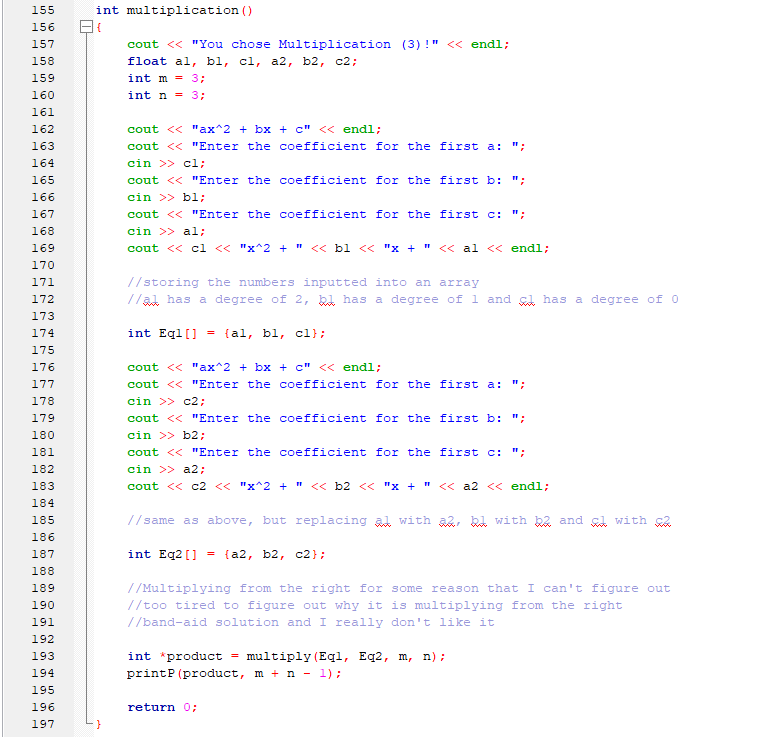 155 int multiplication()
156 {
157 cout << "You chose Multiplication (3)!" << endl;
158 float a1, b1, c1, a2, b2, c2;
159 int m = 3;
160 int n = 3;
161
162 cout << "ax^2 + bx + c" << endl;
163 cout << "Enter the coefficient for the first a: ";
164 cin >> c1;
165 cout << "Enter the coefficient for the first b: ";
166 cin >> b1;
167 cout << "Enter the coefficient for the first c: ";
168 cin >> a1;
169 cout << c1 << "x^2 + " << b1 << "x + " << a1 << endl;
170
171 //storing the numbers inputted into an array
172 //a1 has a degree of 2, b1 has a degree of 1 and c1 has a degree of 0
173
174 int Eq1[] = {a1, b1, c1};
175
176 cout << "ax^2 + bx + c" << endl;
177 cout << "Enter the coefficient for the first a: ";
178 cin >> c2;
179 cout << "Enter the coefficient for the first b: ";
180 cin >> b2;
181 cout << "Enter the coefficient for the first c: ";
182 cin >> a2;
183 cout << c2 << "x^2 + " << b2 << "x + " << a2 << endl;
184
185 //same as above, but replacing a1 with a2, b1 with b2 and c1 with c2
186
187 int Eq2[] = {a2, b2, c2};
188
189 //Multiplying from the right for some reason that I can't figure out
190 //too tired to figure out why it is multiplying from the right
191 //band-aid solution and I really don't like it
192
193 int *product = multiply(Eq1, Eq2, m, n);
194 printP(product, m + n - 1);
195
196 return 0;
197 }